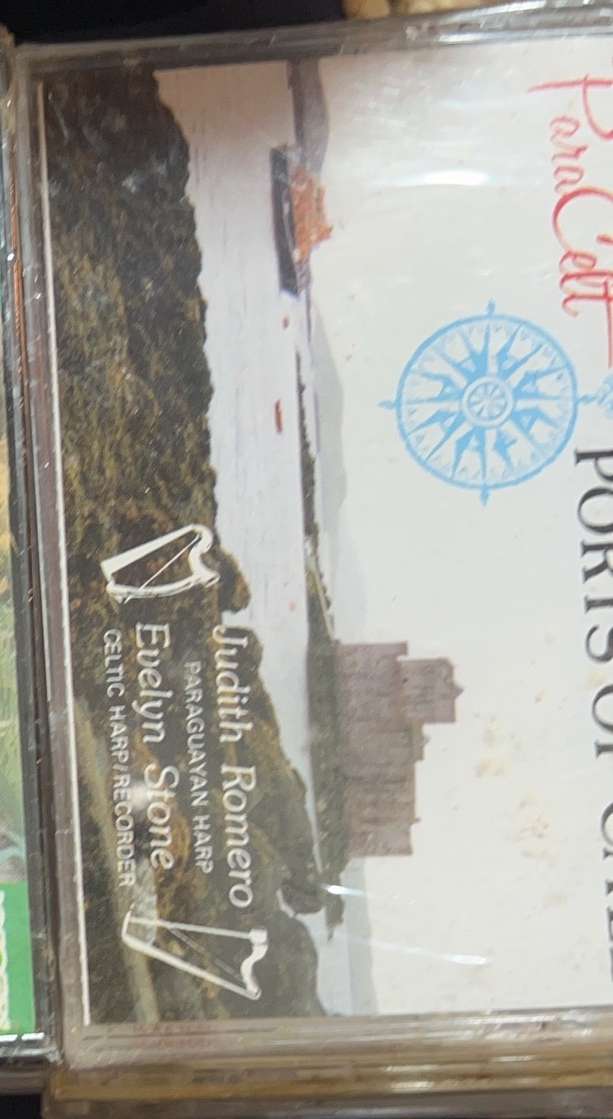 ParaCelt
PORTS OF
Judith Romero
PARAGUAYAN HARP
Evelyn Stone
CELTIC HARP/RECORDER